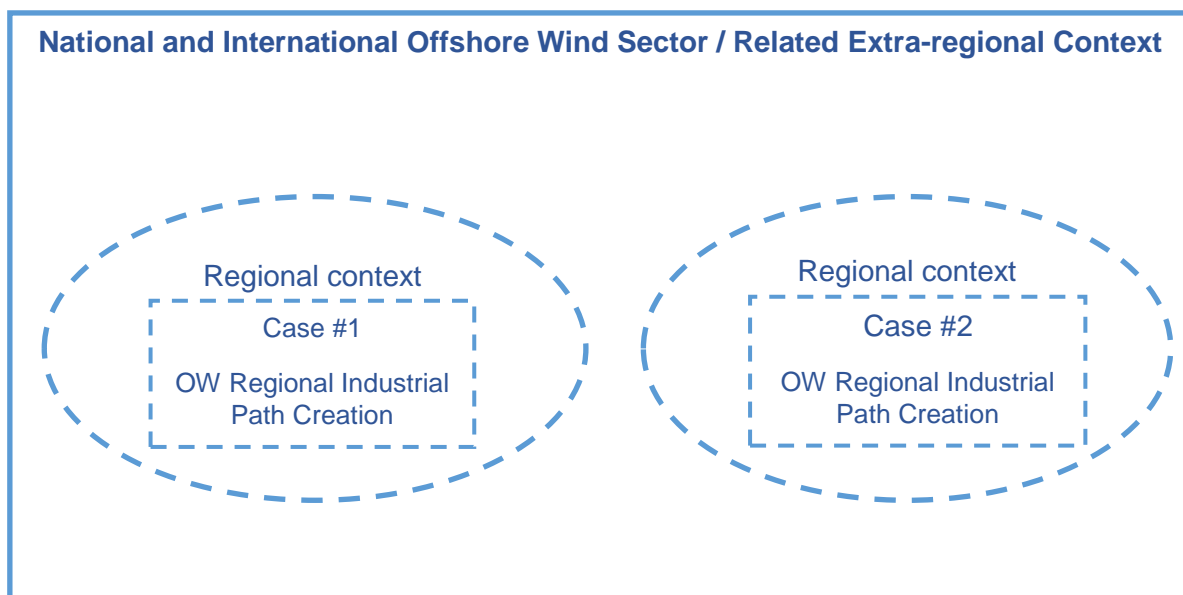 National and International Offshore Wind Sector / Related Extra-regional Context
Regional context
Case #1
OW Regional Industrial
Path Creation
Regional context
Case #2
OW Regional Industrial
Path Creation